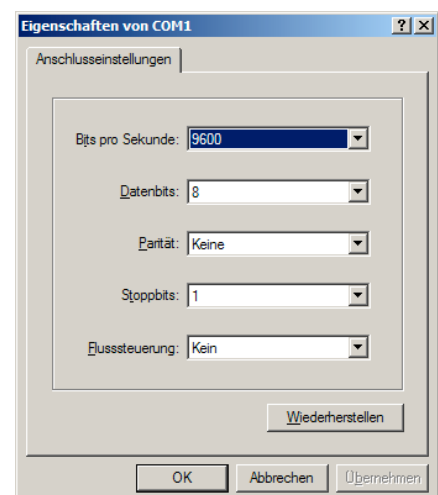 Eigenschaften von COM1
Anschlusseinstellungen
Bits pro Sekunde: 9600
Datenbits: 8
Parität: Keine
Stoppbits: 1
Flusssteuerung: Kein
Wiederherstellen
OK Abbrechen Übernehmen